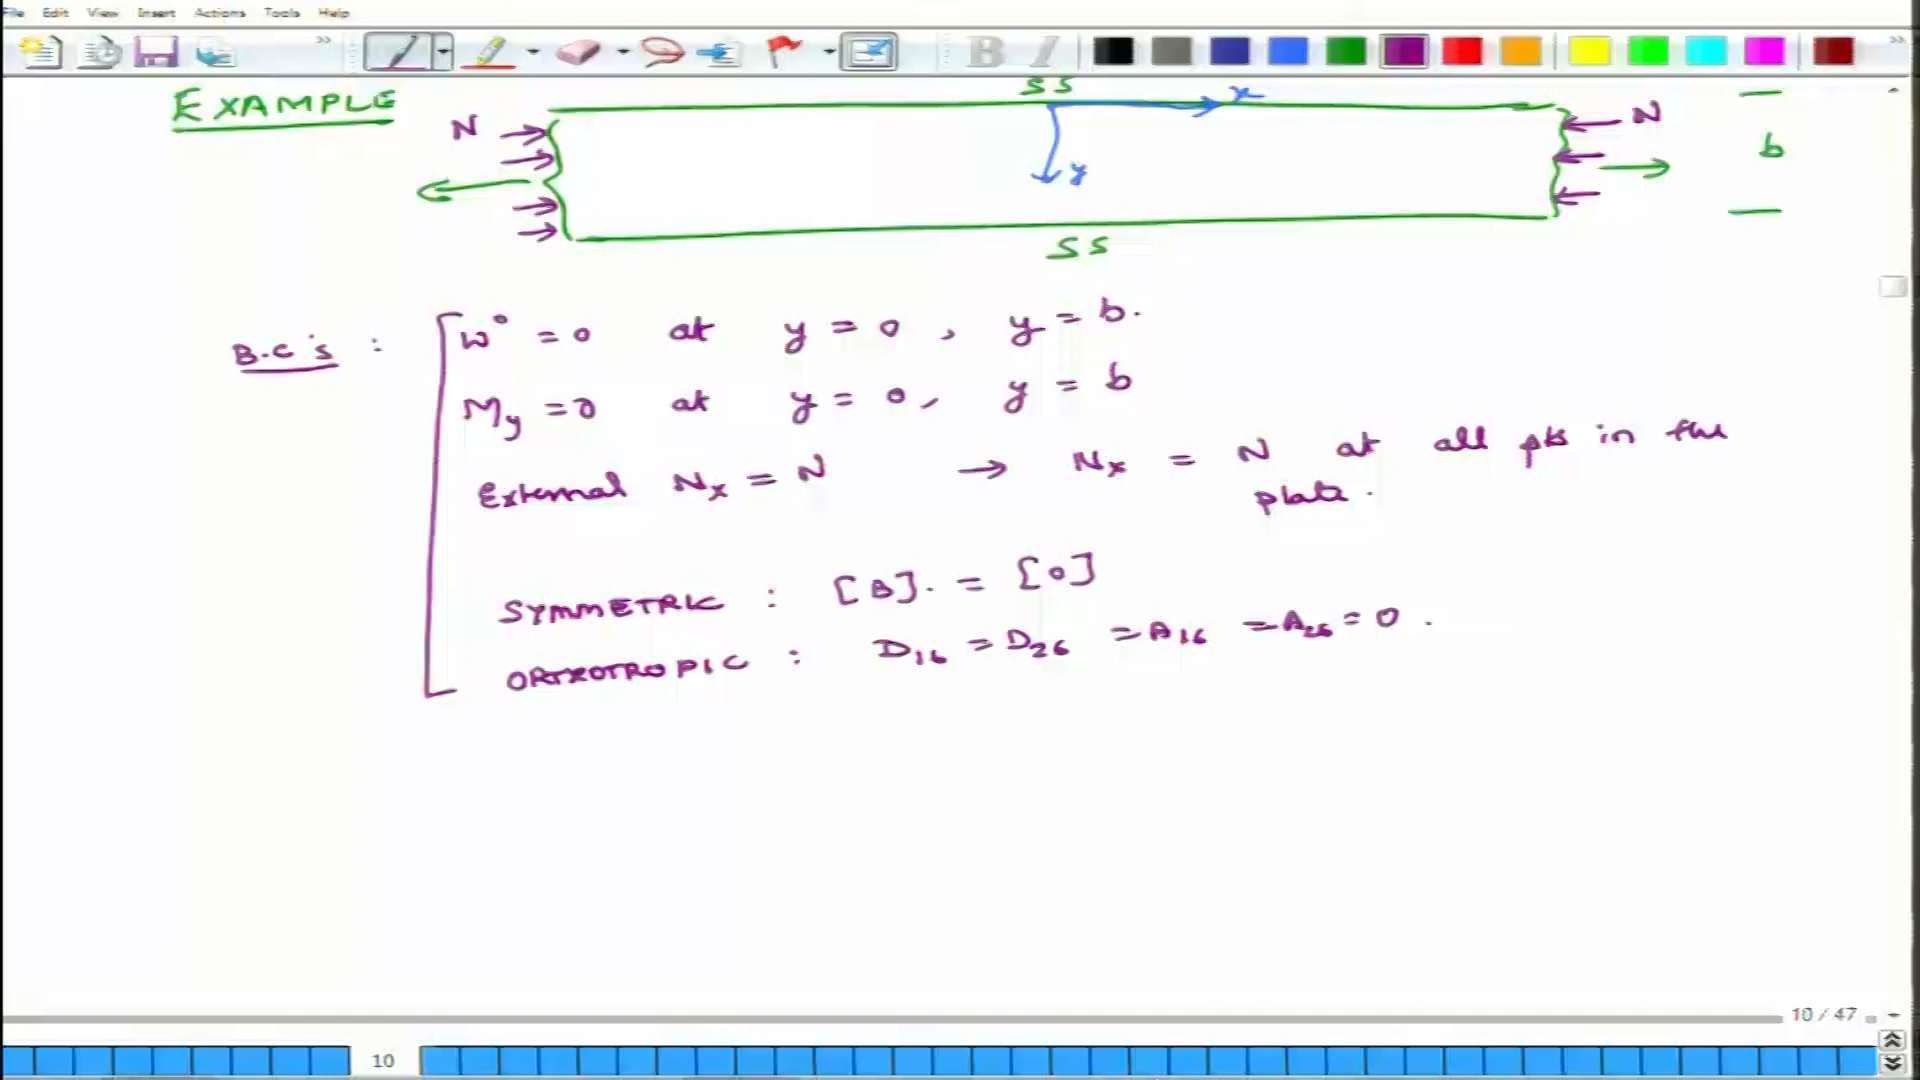 File Edit View Insert Actions Tools Help
B I
EXAMPLE
SS
x
N
N
b
y
SS
B.C's : W° = 0 at y = 0 , y = b.
My = 0 at y = 0, y = b
External Nx = N → Nx = N at all pts in the
plate.
SYMMETRIC : [B]. = [0]
ORTHOTROPIC : D16 = D26 = A16 = A26 = 0 .
10 / 47
10